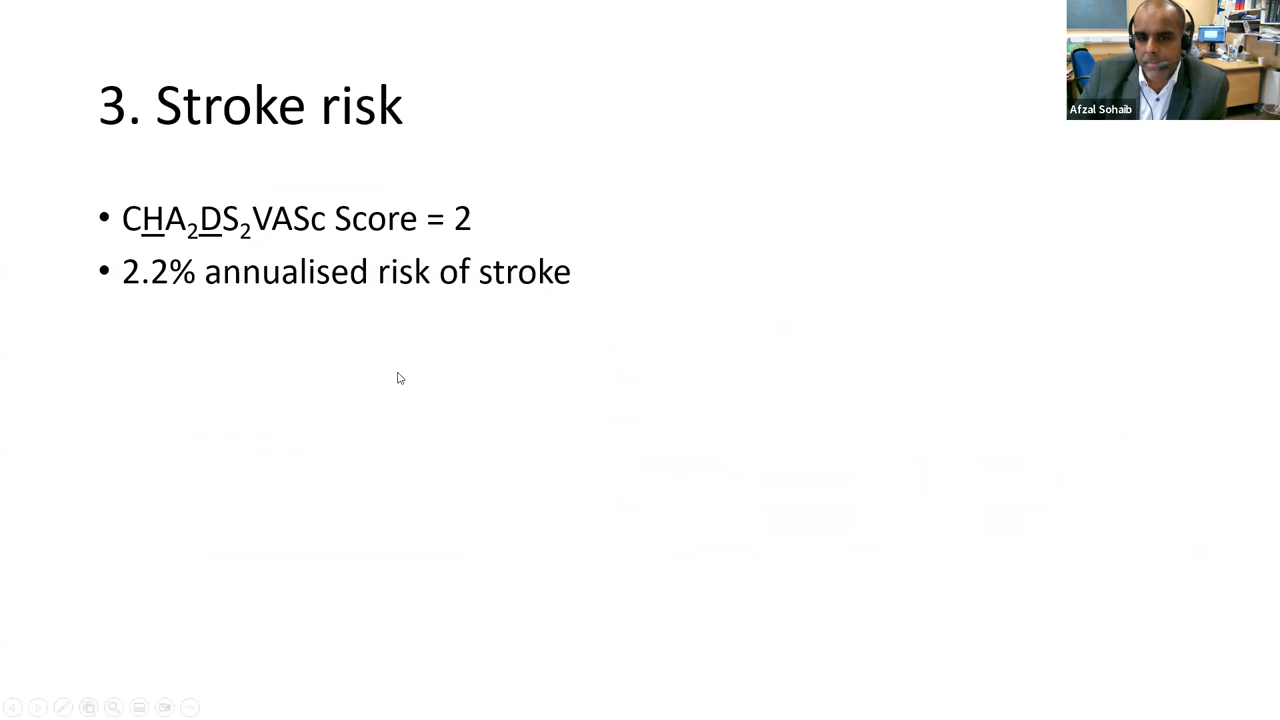 3. Stroke risk
Afzal Sohaib
• CHA₂DS₂VASc Score = 2
• 2.2% annualised risk of stroke